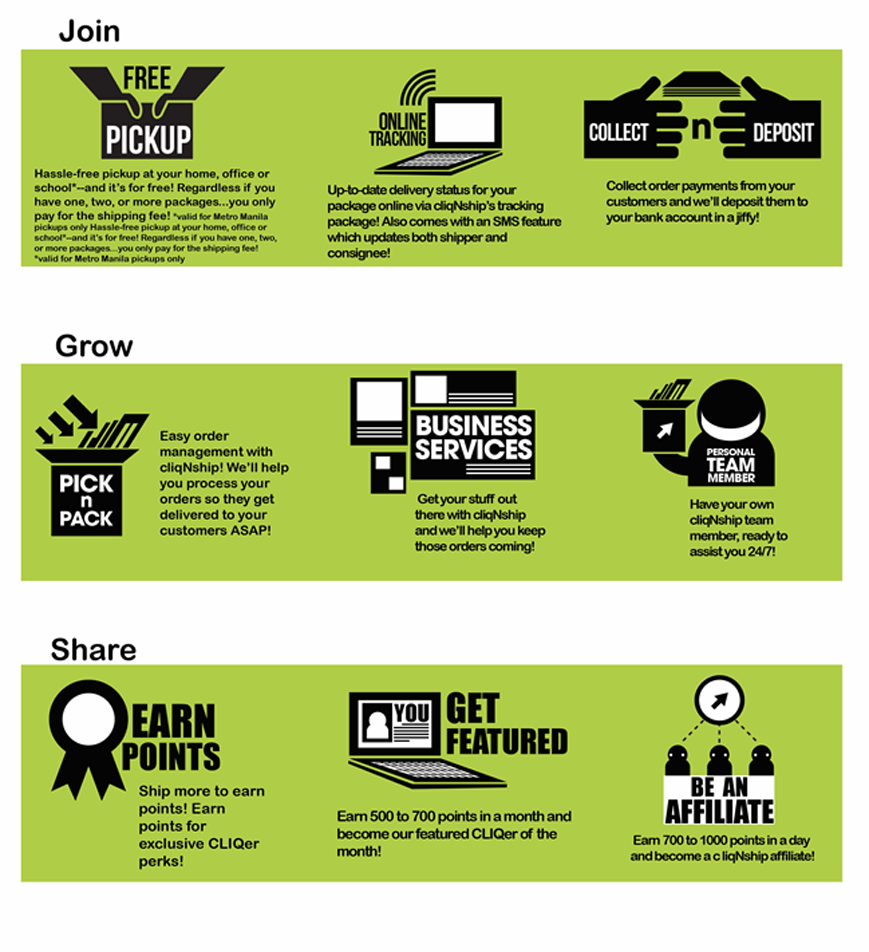 Join
FREE
PICKUP
Hassle-free pickup at your home, office or
school*--and it's for free! Regardless if you
have one, two, or more packages...you only
pay for the shipping fee! *valid for Metro Manila
pickups only Hassle-free pickup at your home, office or
school*--and it's for free! Regardless if you have one, two,
or more packages...you only pay for the shipping fee!
*valid for Metro Manila pickups only
ONLINE
TRACKING
Up-to-date delivery status for your
package online via cliqNship's tracking
package! Also comes with an SMS feature
which updates both shipper and
consignee!
COLLECT n DEPOSIT
Collect order payments from your
customers and we'll deposit them to
your bank account in a jiffy!
Grow
PICK
n
PACK
Easy order
management with
cliqNship! We'll help
you process your
orders so they get
delivered to your
customers ASAP!
BUSINESS
SERVICES
Get your stuff out
there with cliqNship
and we'll help you keep
those orders coming!
PERSONAL
TEAM
MEMBER
Have your own
cliqNship team
member, ready to
assist you 24/7!
Share
EARN
POINTS
Ship more to earn
points! Earn
points for
exclusive CLIQer
perks!
YOU
GET
FEATURED
Earn 500 to 700 points in a month and
become our featured CLIQer of the
month!
BE AN
AFFILIATE
Earn 700 to 1000 points in a day
and become a c liqNship affiliate!